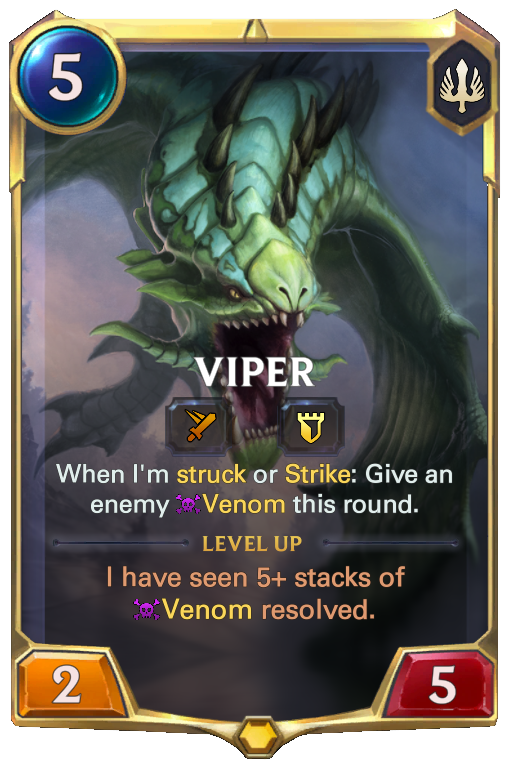 5
VIPER
When I'm struck or Strike: Give an
enemy Venom this round.
LEVEL UP
I have seen 5+ stacks of
Venom resolved.
2
5